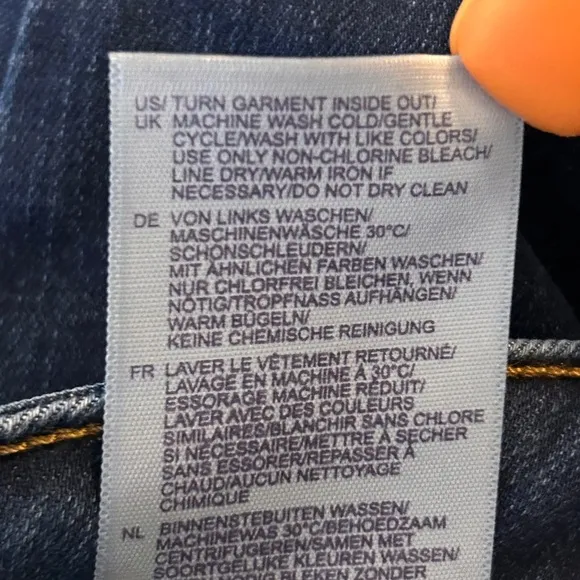 US/ TURN GARMENT INSIDE OUT/
UK MACHINE WASH COLD/GENTLE
CYCLE/WASH WITH LIKE COLORS/
USE ONLY NON-CHLORINE BLEACH/
LINE DRY/WARM IRON IF
NECESSARY/DO NOT DRY CLEAN
DE VON LINKS WASCHEN/
MASCHINENWÄSCHE 30°C/
SCHONSCHLEUDERN/
MIT ÄHNLICHEN FARBEN WASCHEN/
NUR CHLORFREI BLEICHEN, WENN
NÖTIG/TROPFNASS AUFHÄNGEN/
WARM BÜGELN/
KEINE CHEMISCHE REINIGUNG
FR LAVER LE VÊTEMENT RETOURNÉ/
LAVAGE EN MACHINE À 30°C/
ESSORAGE MACHINE RÉDUIT/
LAVER AVEC DES COULEURS
SIMILAIRES/BLANCHIR SANS CHLORE
SI NÉCESSAIRE/METTRE À SECHER
SANS ESSORER/REPASSER À
CHAUD/AUCUN NETTOYAGE
CHIMIQUE
NL BINNENSTEBUITEN WASSEN/
MACHINEWAS 30°C/BEHOEDZAAM
CENTRIFUGEREN/SAMEN MET
SOORTGELIJKE KLEUREN WASSEN/
BLEKEN ZONDER